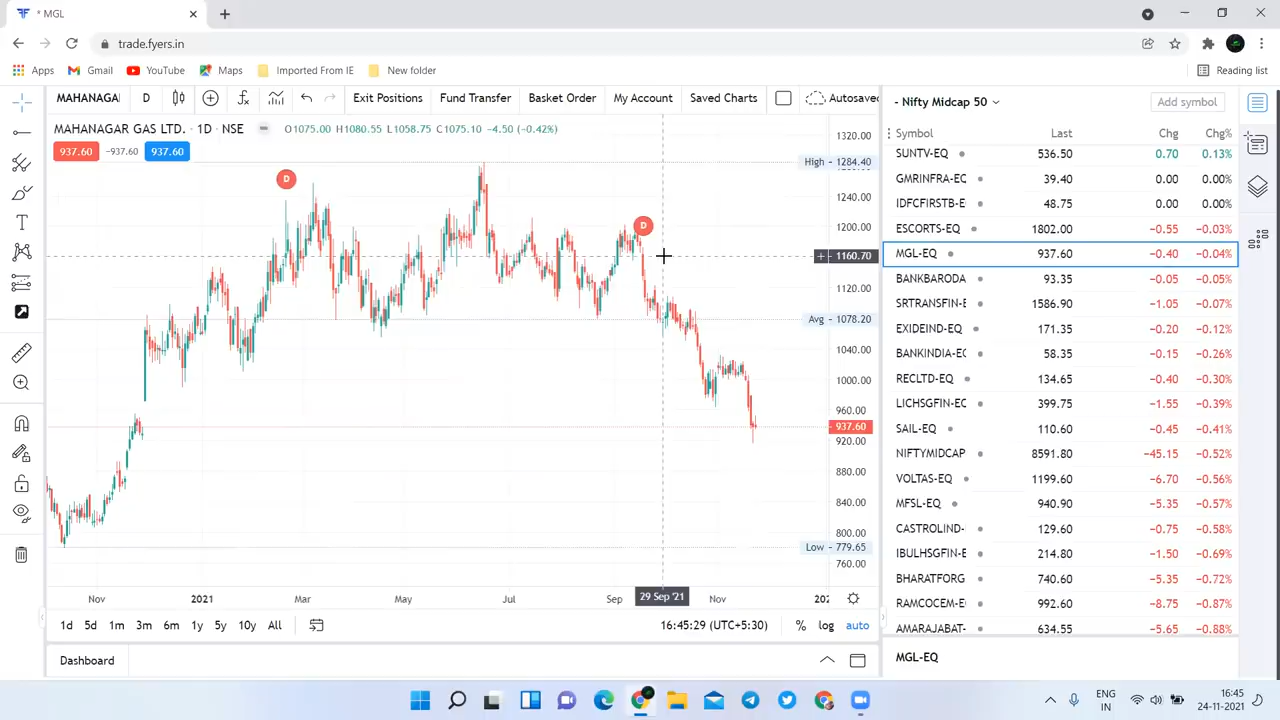 * MGL
trade.fyers.in
Apps Gmail YouTube Maps Imported From IE New folder Reading list
MAHANAGA D Exit Positions Fund Transfer Basket Order My Account Saved Charts Autosaved
MAHANAGAR GAS LTD. · 1D · NSE O1075.00 H1080.55 L1058.75 C1075.10 −4.50 (−0.42%)
937.60 −937.60 937.60
D
D
1320.00
High − 1284.40
1240.00
1200.00
+ 1160.70
1120.00
Avg − 1078.20
1040.00
1000.00
960.00
937.60
920.00
880.00
840.00
800.00
Low − 779.65
760.00
Nov 2021 Mar May Jul Sep 29 Sep '21 Nov 202
1d 5d 1m 3m 6m 1y 5y 10y All 16:45:29 (UTC+5:30) % log auto
Dashboard
- Nifty Midcap 50 Add symbol
Symbol Last Chg Chg%
SUNTV-EQ 536.50 0.70 0.13%
GMRINFRA-EQ 39.40 0.00 0.00%
IDFCFIRSTB-E 48.75 0.00 0.00%
ESCORTS-EQ 1802.00 −0.55 −0.03%
MGL-EQ 937.60 −0.40 −0.04%
BANKBARODA 93.35 −0.05 −0.05%
SRTRANSFIN-E 1586.90 −1.05 −0.07%
EXIDEIND-EQ 171.35 −0.20 −0.12%
BANKINDIA-EQ 58.35 −0.15 −0.26%
RECLTD-EQ 134.65 −0.40 −0.30%
LICHSGFIN-EQ 399.75 −1.55 −0.39%
SAIL-EQ 110.60 −0.45 −0.41%
NIFTYMIDCAP 8591.80 −45.15 −0.52%
VOLTAS-EQ 1199.60 −6.70 −0.56%
MFSL-EQ 940.90 −5.35 −0.57%
CASTROLIND- 129.60 −0.75 −0.58%
IBULHSGFIN-E 214.80 −1.50 −0.69%
BHARATFORG 740.60 −5.35 −0.72%
RAMCOCEM-E 992.60 −8.75 −0.87%
AMARAJABAT- 634.55 −5.65 −0.88%
MGL-EQ
ENG
IN
16:45
24-11-2021